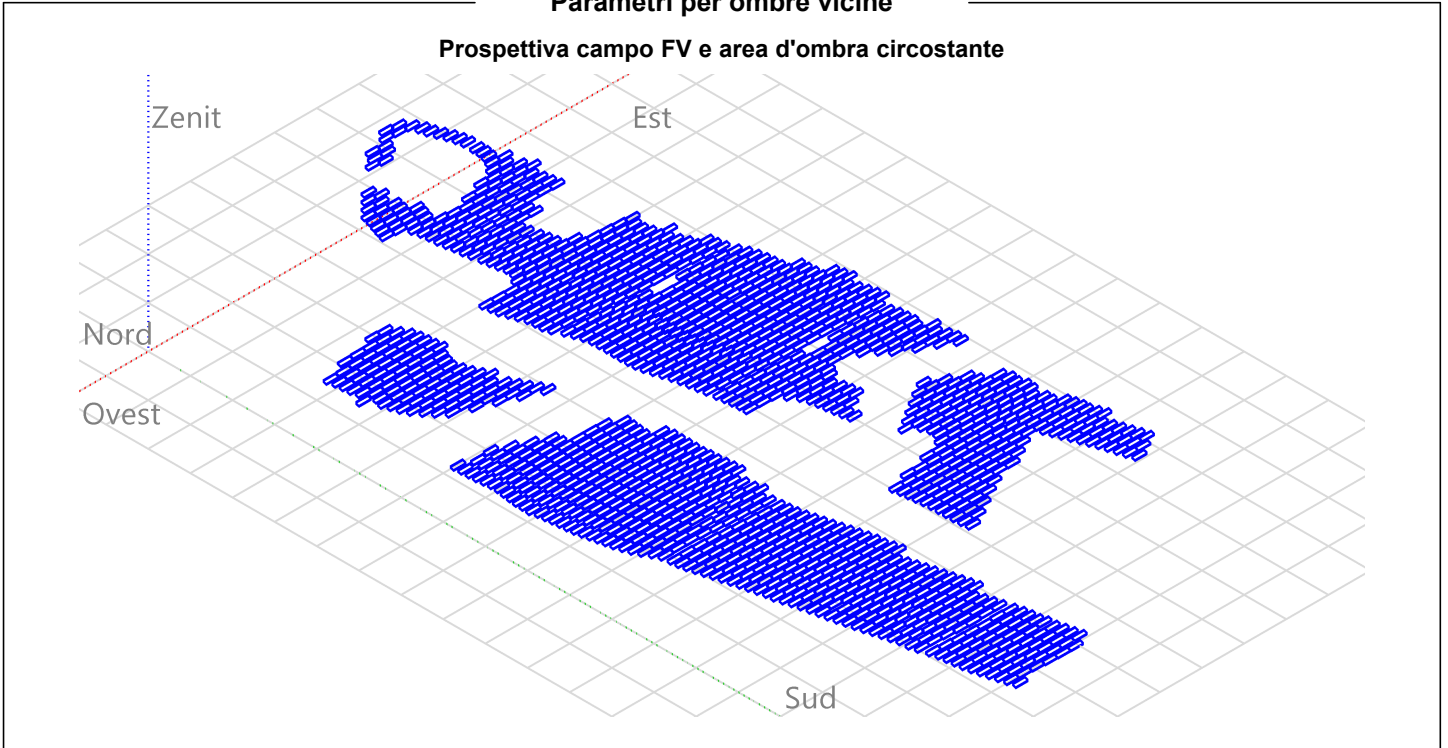 Parametri per ombre vicine
Prospettiva campo FV e area d'ombra circostante
Zenit
Est
Nord
Ovest
Sud